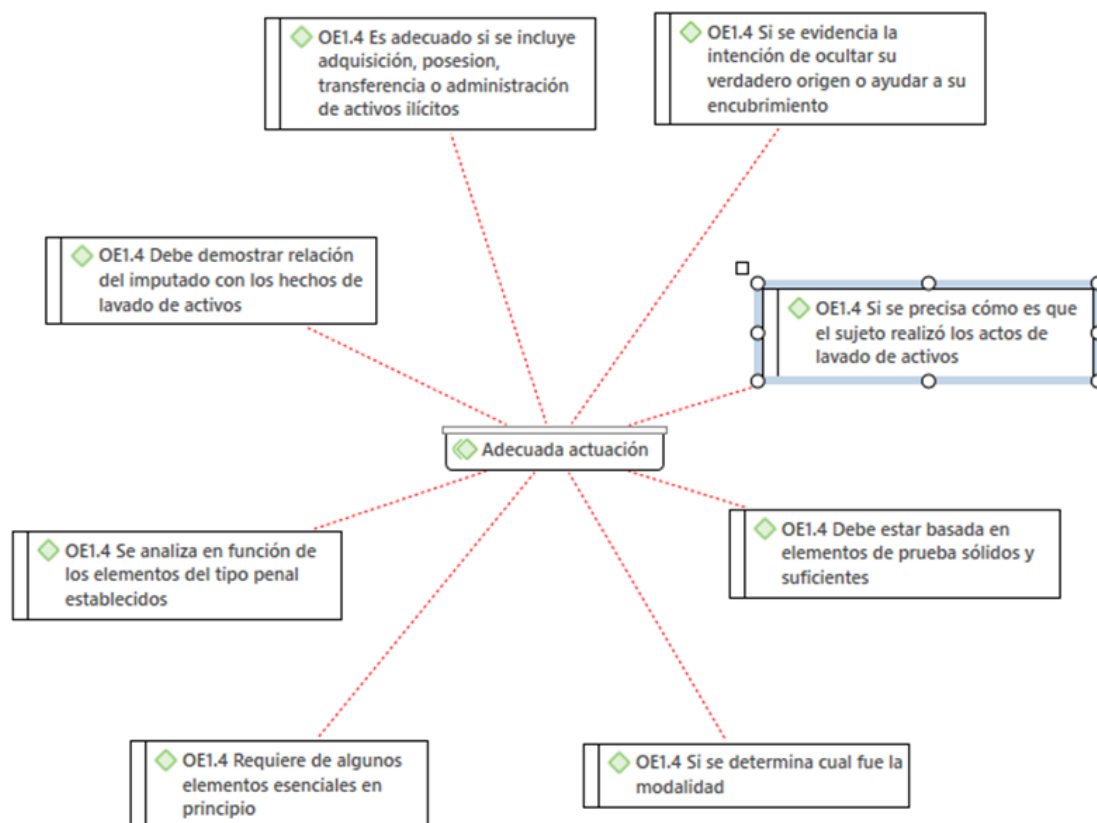 OE1.4 Es adecuado si se incluye
adquisición, posesion,
transferencia o administración
de activos ilícitos
OE1.4 Si se evidencia la
intención de ocultar su
verdadero origen o ayudar a su
encubrimiento
OE1.4 Debe demostrar relación
del imputado con los hechos de
lavado de activos
OE1.4 Si se precisa cómo es que
el sujeto realizó los actos de
lavado de activos
Adecuada actuación
OE1.4 Se analiza en función de
los elementos del tipo penal
establecidos
OE1.4 Debe estar basada en
elementos de prueba sólidos y
suficientes
OE1.4 Requiere de algunos
elementos esenciales en
principio
OE1.4 Si se determina cual fue la
modalidad